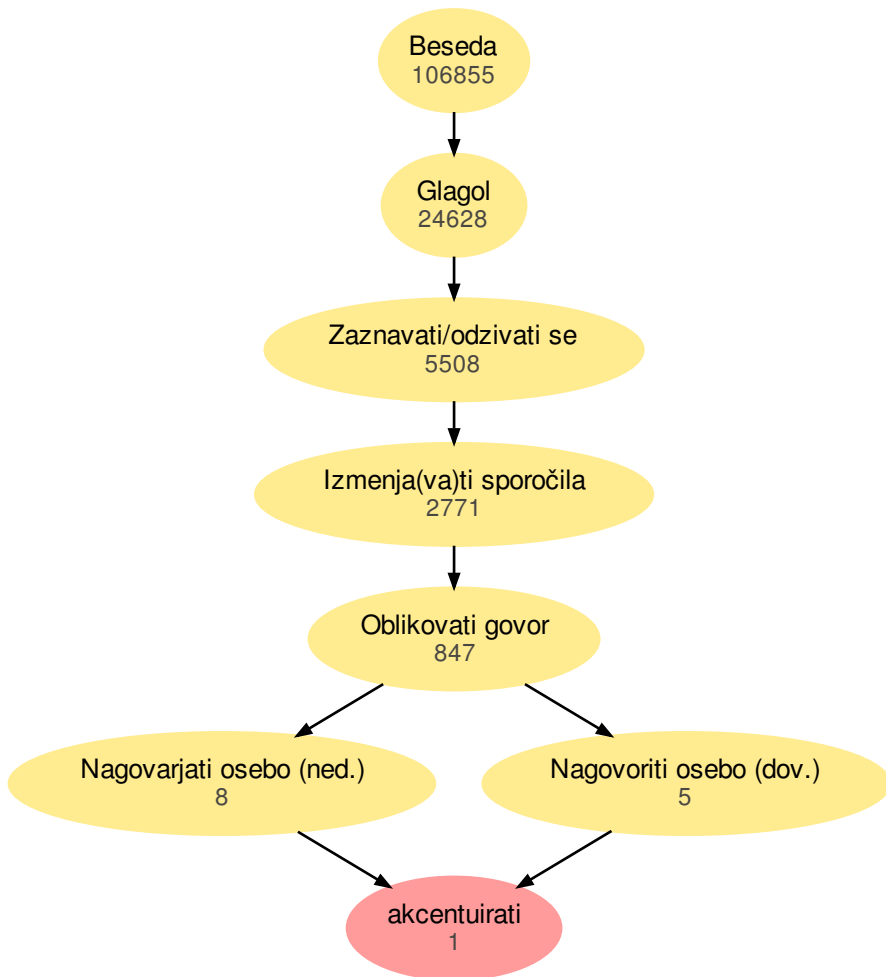 Beseda
106855
Glagol
24628
Zaznavati/odzivati se
5508
Izmenja(va)ti sporočila
2771
Oblikovati govor
847
Nagovarjati osebo (ned.)
8
Nagovoriti osebo (dov.)
5
akcentuirati
1